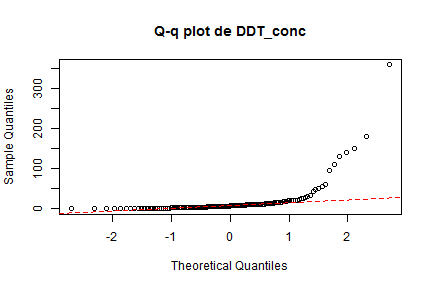 Q-q plot de DDT_conc
Sample Quantiles
300
200
100
0
-2 -1 0 1 2
Theoretical Quantiles